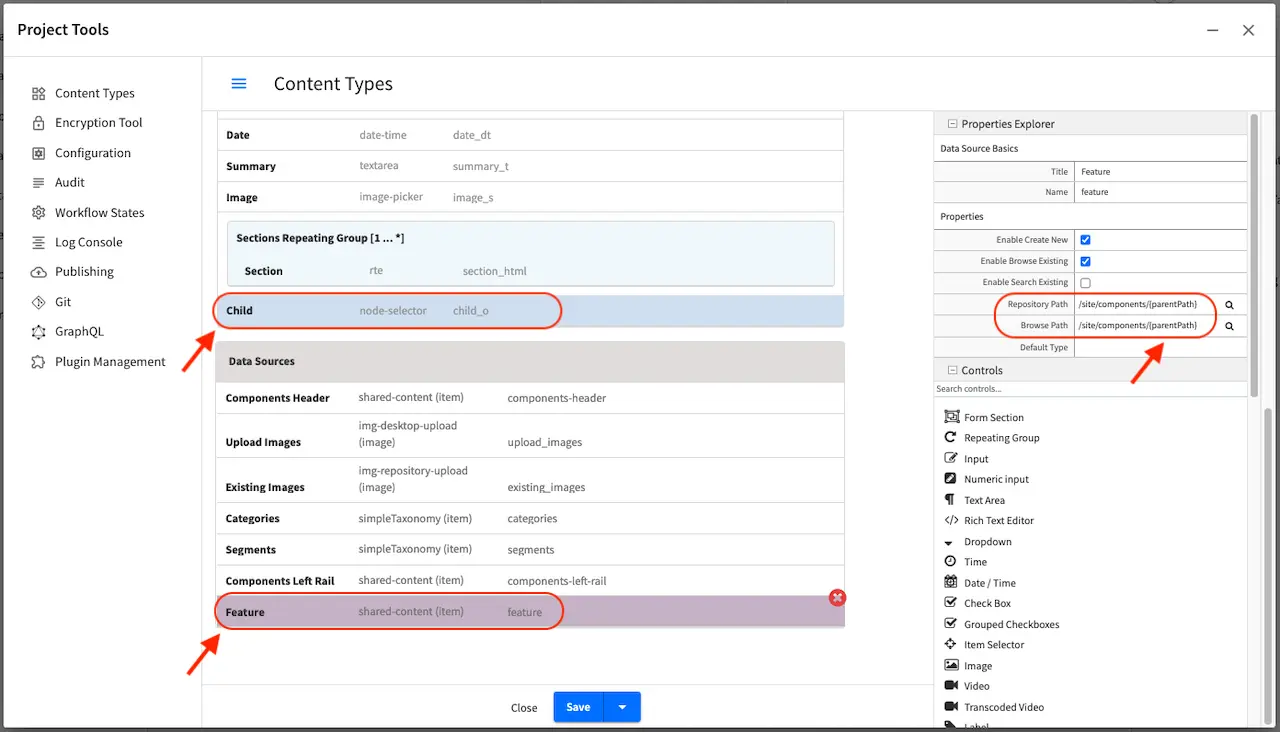 Project Tools
Content Types
Encryption Tool
Configuration
Audit
Workflow States
Log Console
Publishing
Git
GraphQL
Plugin Management
Content Types
Date date-time date_dt
Summary textarea summary_t
Image image-picker image_s
Sections Repeating Group [1 ... *]
Section rte section_html
Child node-selector child_o
Data Sources
Components Header shared-content (item) components-header
img-desktop-upload
Upload Images (image) upload_images
img-repository-upload
Existing Images (image) existing_images
Categories simpleTaxonomy (item) categories
Segments simpleTaxonomy (item) segments
Components Left Rail shared-content (item) components-left-rail
Feature shared-content (item) feature
Close Save
Properties Explorer
Data Source Basics
Title Feature
Name feature
Properties
Enable Create New
Enable Browse Existing
Enable Search Existing
Repository Path /site/components/{parentPath}
Browse Path /site/components/{parentPath}
Default Type
Controls
Search controls...
Form Section
Repeating Group
Input
Numeric input
Text Area
Rich Text Editor
Dropdown
Time
Date / Time
Check Box
Grouped Checkboxes
Item Selector
Image
Video
Transcoded Video
Label